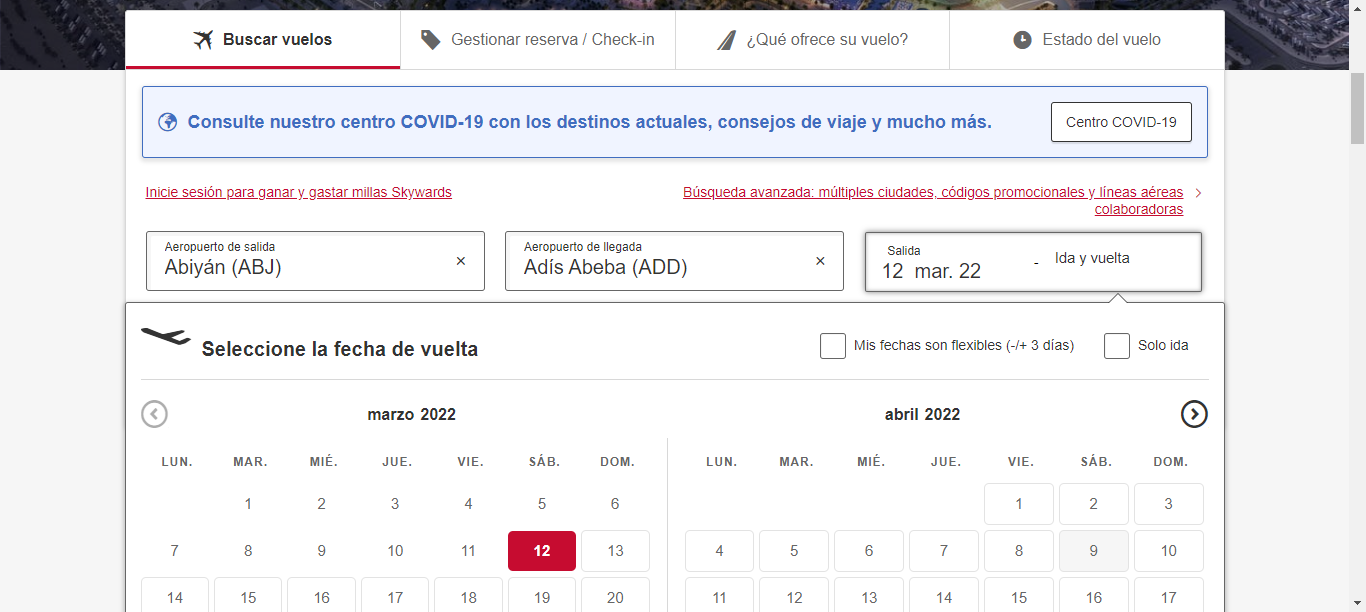 Buscar vuelos
Gestionar reserva / Check-in
¿Qué ofrece su vuelo?
Estado del vuelo
Consulte nuestro centro COVID-19 con los destinos actuales, consejos de viaje y mucho más.
Centro COVID-19
Inicie sesión para ganar y gastar millas Skywards
Búsqueda avanzada: múltiples ciudades, códigos promocionales y líneas aéreas
colaboradoras
Aeropuerto de salida
Abiyán (ABJ)
×
Aeropuerto de llegada
Adís Abeba (ADD)
×
Salida
12 mar. 22
-
Ida y vuelta
Seleccione la fecha de vuelta
Mis fechas son flexibles (-/+ 3 días)
Solo ida
marzo 2022
LUN. MAR. MIÉ. JUE. VIE. SÁB. DOM.
1 2 3 4 5 6
7 8 9 10 11 12 13
14 15 16 17 18 19 20
abril 2022
LUN. MAR. MIÉ. JUE. VIE. SÁB. DOM.
1 2 3
4 5 6 7 8 9 10
11 12 13 14 15 16 17